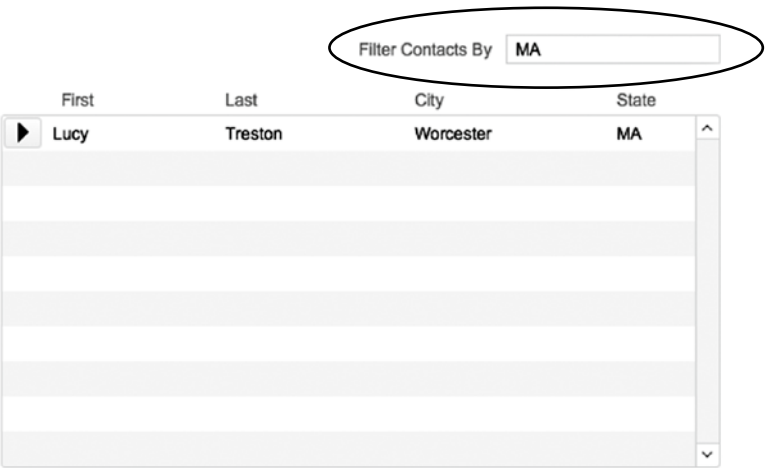 Filter Contacts By MA
First Last City State
Lucy Treston Worcester MA